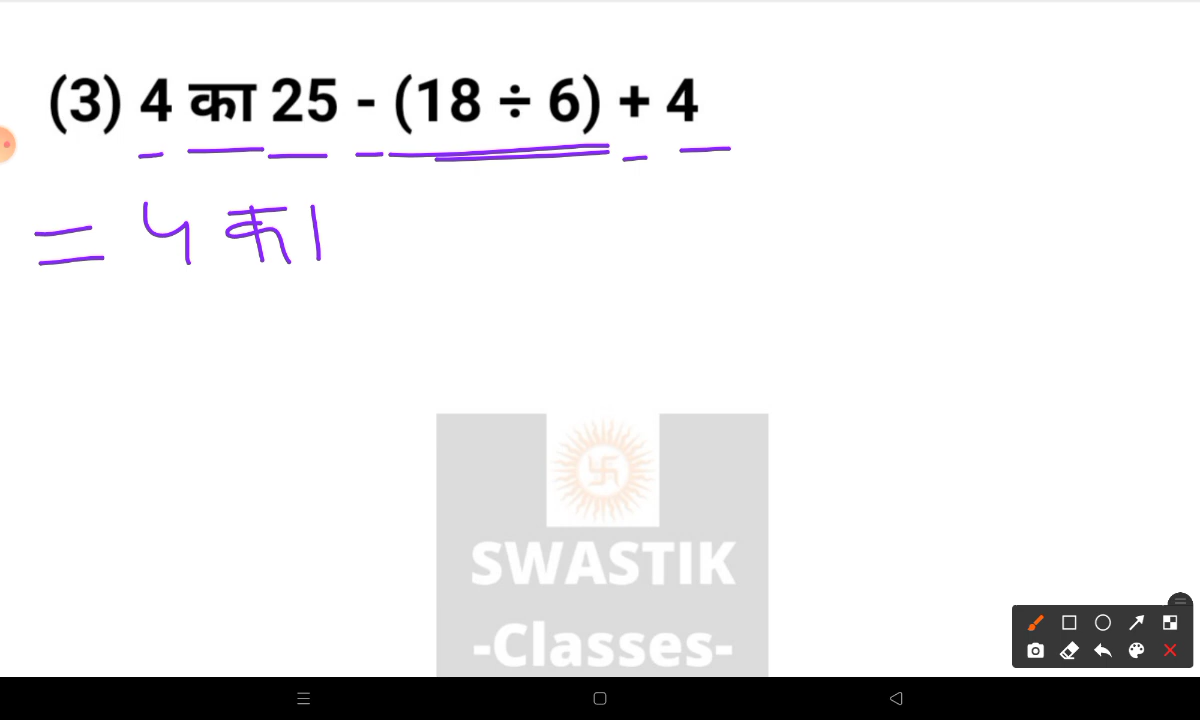 (3) 4 का 25 - (18 ÷ 6) + 4
= 4 का
SWASTIK
-Classes-